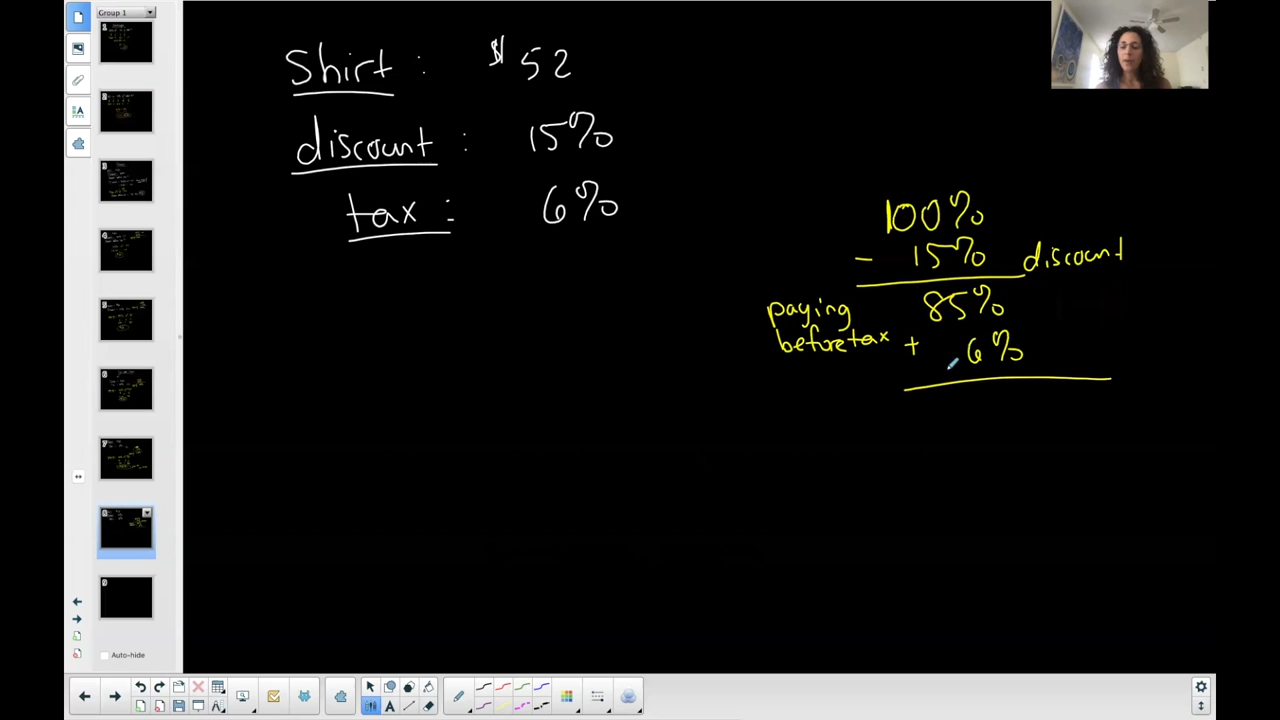 Group 1
Shirt : $ 52
discount : 15%
tax : 6%
100%
- 15% discount
paying 85%
before tax + 6%
Auto-hide